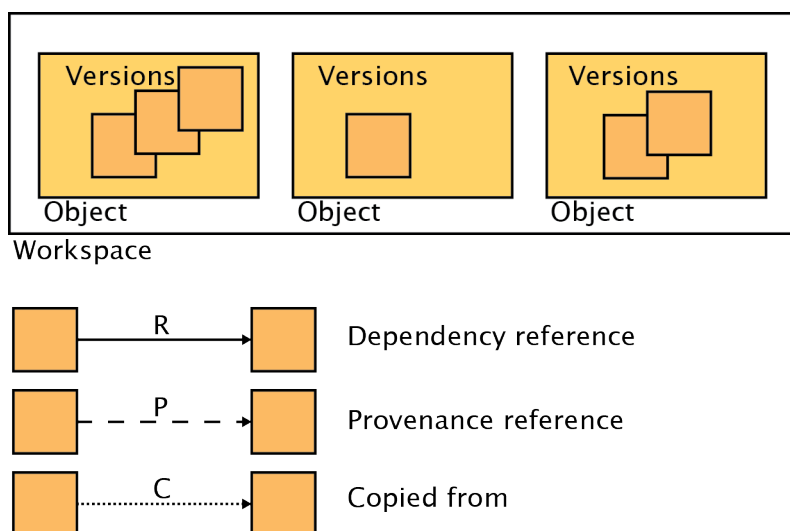 Versions
Versions
Versions
Object
Object
Object
Workspace
R
Dependency reference
P
Provenance reference
C
Copied from